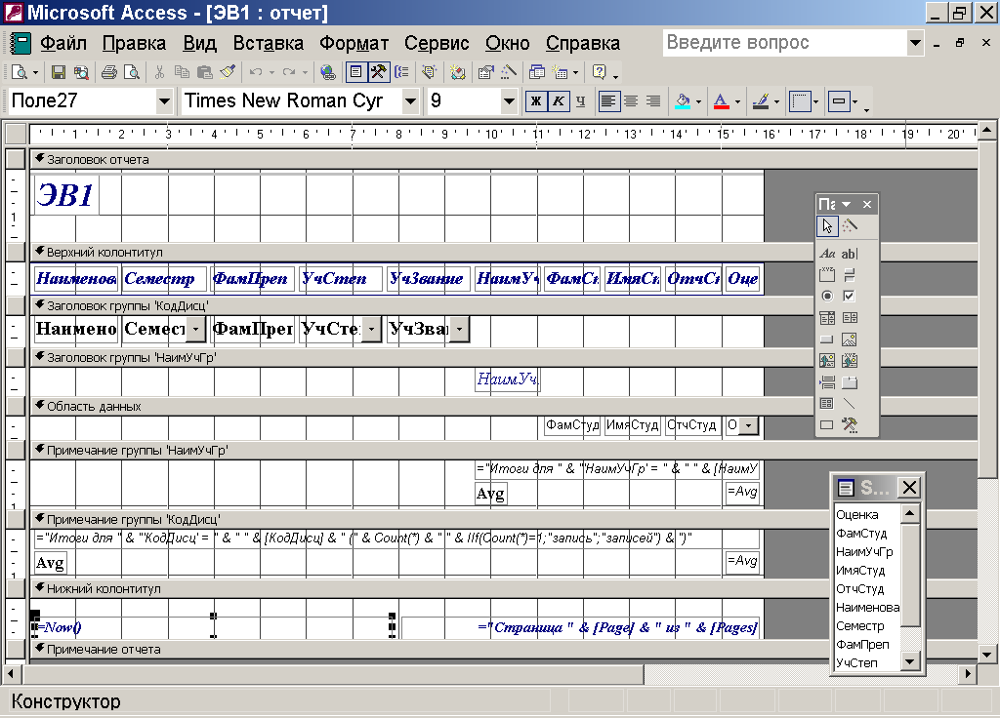 Microsoft Access - [ЭВ1 : отчет]
Файл Правка Вид Вставка Формат Сервис Окно Справка Введите вопрос
Поле27 Times New Roman Cyr 9 Ж К Ч
1 2 3 4 5 6 7 8 9 10 11 12 13 14 15 16 17 18 19 20
Заголовок отчета
ЭВ1
1
Верхний колонтитул
Наименова Семестр ФамПреп УчСтеп УчЗвание НаимУч ФамСт ИмяСт ОтчСт Оце
Заголовок группы 'КодДисц'
Наимено Семест ФамПреп УчСте УчЗва
Заголовок группы 'НаимУчГр'
НаимУч
Область данных
ФамСтуд ИмяСтуд ОтчСтуд О
Примечание группы 'НаимУчГр'
="Итоги для " & "'НаимУчГр' = " & " " & [НаимУ
Avg =Avg
1
Примечание группы 'КодДисц'
="Итоги для " & "'КодДисц' = " & " " & [КодДисц] & " (" & Count(*) & " " & IIf(Count(*)=1;"запись";"записей") & ")"
Avg =Avg
1
Нижний колонтитул
=Now() ="Страница " & [Page] & " из " & [Pages]
Примечание отчета
Па
Aa ab|
XYZ
S...
Оценка
ФамСтуд
НаимУчГр
ИмяСтуд
ОтчСтуд
Наименова
Семестр
ФамПреп
УчСтеп
Конструктор